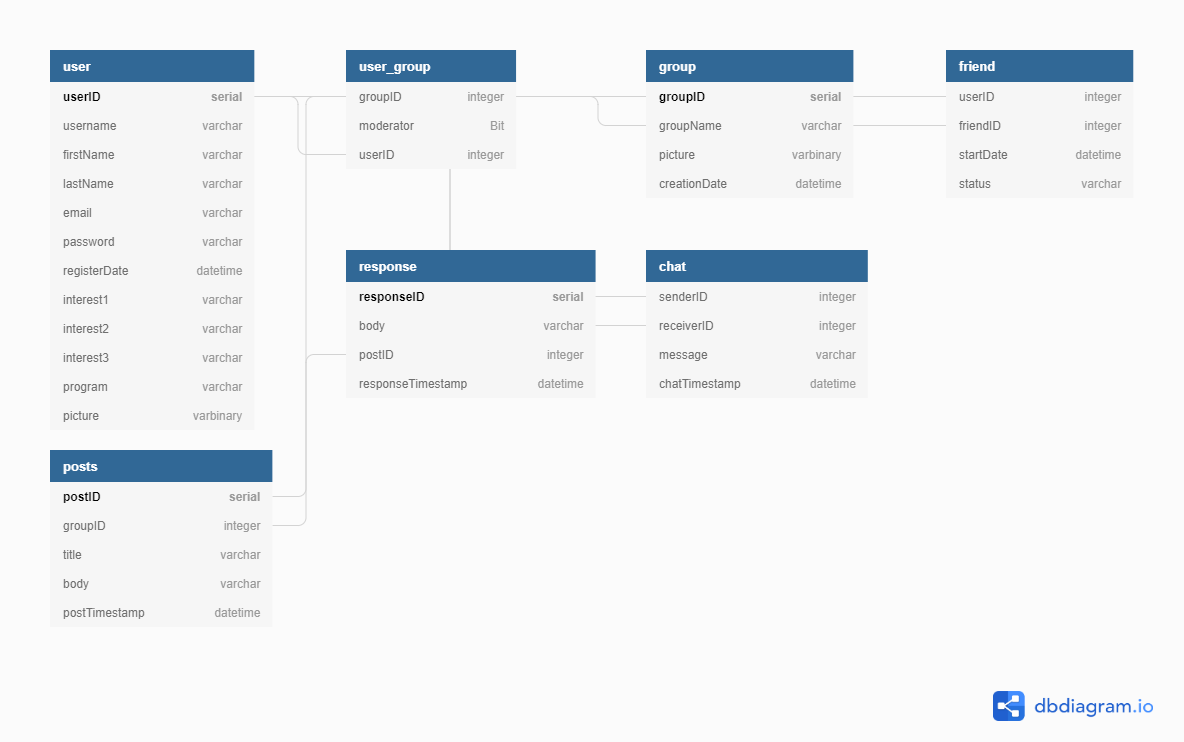 user
userID serial
username varchar
firstName varchar
lastName varchar
email varchar
password varchar
registerDate datetime
interest1 varchar
interest2 varchar
interest3 varchar
program varchar
picture varbinary
user_group
groupID integer
moderator Bit
userID integer
group
groupID serial
groupName varchar
picture varbinary
creationDate datetime
friend
userID integer
friendID integer
startDate datetime
status varchar
response
responseID serial
body varchar
postID integer
responseTimestamp datetime
chat
senderID integer
receiverID integer
message varchar
chatTimestamp datetime
posts
postID serial
groupID integer
title varchar
body varchar
postTimestamp datetime
dbdiagram.io